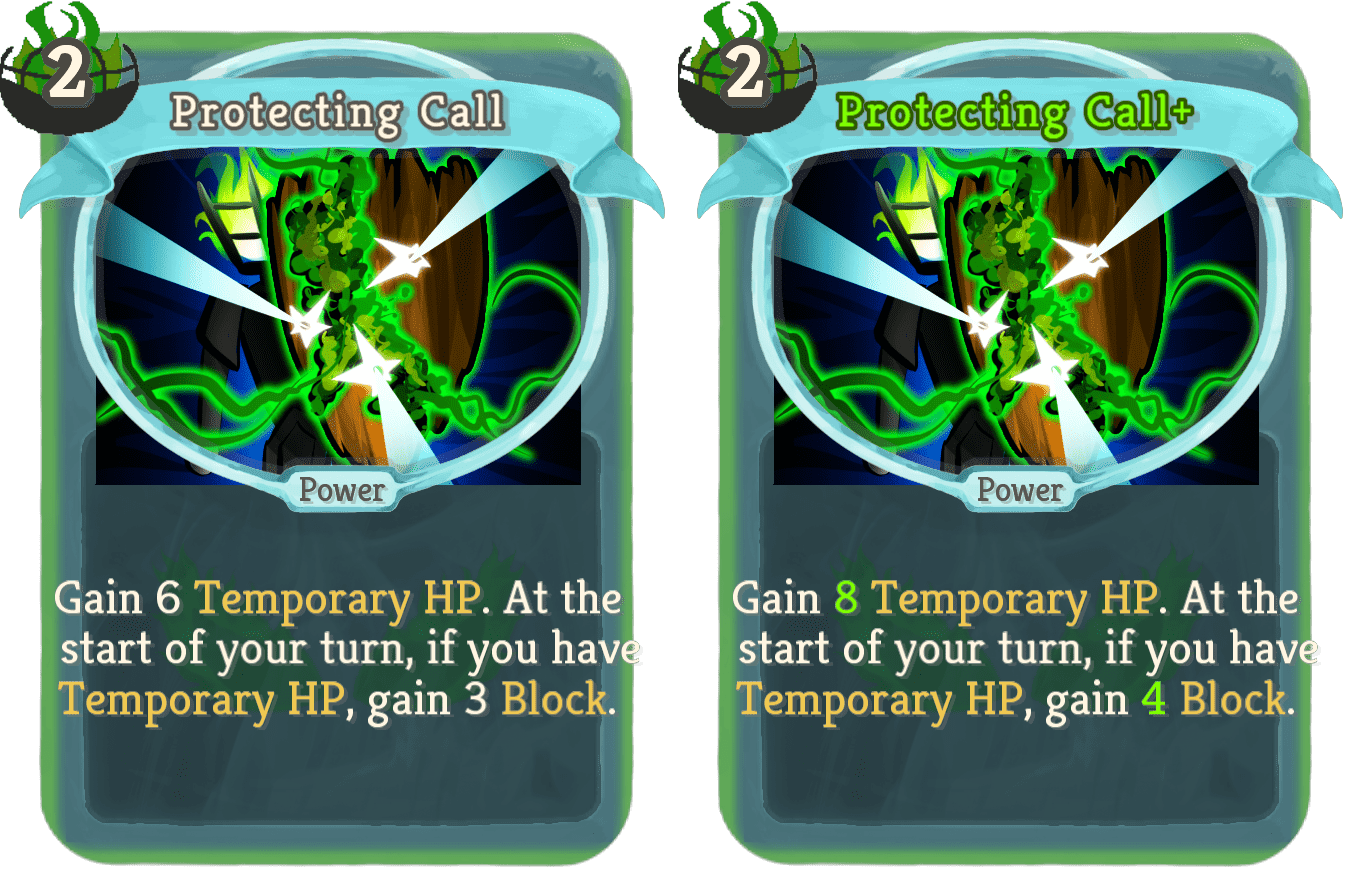 2
Protecting Call
Power
Gain 6 Temporary HP. At the
start of your turn, if you have
Temporary HP, gain 3 Block.
2
Protecting Call+
Power
Gain 8 Temporary HP. At the
start of your turn, if you have
Temporary HP, gain 4 Block.